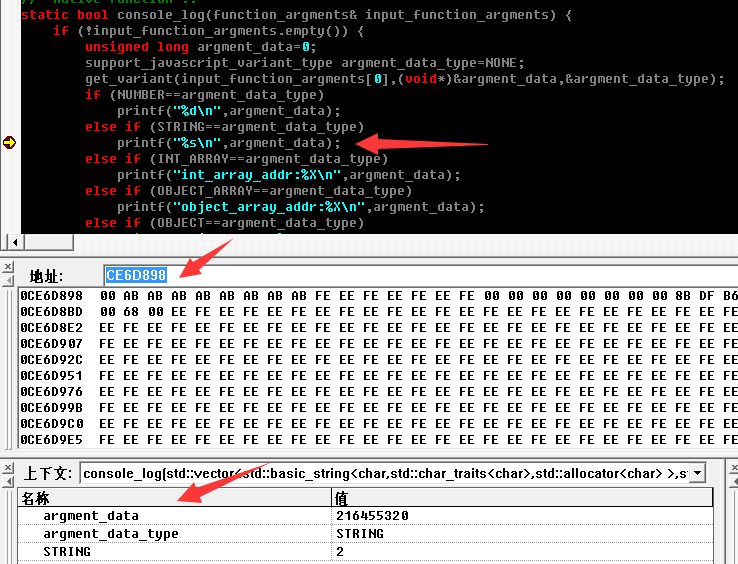 // native function ::
static bool console_log(function_argments& input_function_argments) {
if (!input_function_argments.empty()) {
unsigned long argment_data=0;
support_javascript_variant_type argment_data_type=NONE;
get_variant(input_function_argments[0],(void*)&argment_data,&argment_data_type);
if (NUMBER==argment_data_type)
printf("%d\n",argment_data);
else if (STRING==argment_data_type)
printf("%s\n",argment_data);
else if (INT_ARRAY==argment_data_type)
printf("int_array_addr:%X\n",argment_data);
else if (OBJECT_ARRAY==argment_data_type)
printf("object_array_addr:%X\n",argment_data);
else if (OBJECT==argment_data_type)
地址: CE6D898
0CE6D898 00 AB AB AB AB AB AB AB AB FE EE FE EE FE EE FE 00 00 00 00 00 00 00 00 8B DF B6
0CE6D8BD 00 68 00 EE FE EE FE EE FE EE FE EE FE EE FE EE FE EE FE EE FE EE FE EE FE EE FE
0CE6D8E2 EE FE EE FE EE FE EE FE EE FE EE FE EE FE EE FE EE FE EE FE EE FE EE FE EE FE EE
0CE6D907 FE EE FE EE FE EE FE EE FE EE FE EE FE EE FE EE FE EE FE EE FE EE FE EE FE EE FE
0CE6D92C EE FE EE FE EE FE EE FE EE FE EE FE EE FE EE FE EE FE EE FE EE FE EE FE EE FE EE
0CE6D951 FE EE FE EE FE EE FE EE FE EE FE EE FE EE FE EE FE EE FE EE FE EE FE EE FE EE FE
0CE6D976 EE FE EE FE EE FE EE FE EE FE EE FE EE FE EE FE EE FE EE FE EE FE EE FE EE FE EE
0CE6D99B FE EE FE EE FE EE FE EE FE EE FE EE FE EE FE EE FE EE FE EE FE EE FE EE FE EE FE
0CE6D9C0 EE FE EE FE EE FE EE FE EE FE EE FE EE FE EE FE EE FE EE FE EE FE EE FE EE FE EE
0CE6D9E5 FE EE FE EE FE EE FE EE FE EE FE EE FE EE FE EE FE EE FE EE FE EE FE EE FE EE FE
上下文: console_log(std::vector<std::basic_string<char,std::char_traits<char>,std::allocator<char> >,s
名称 值
argment_data 216455320
argment_data_type STRING
STRING 2